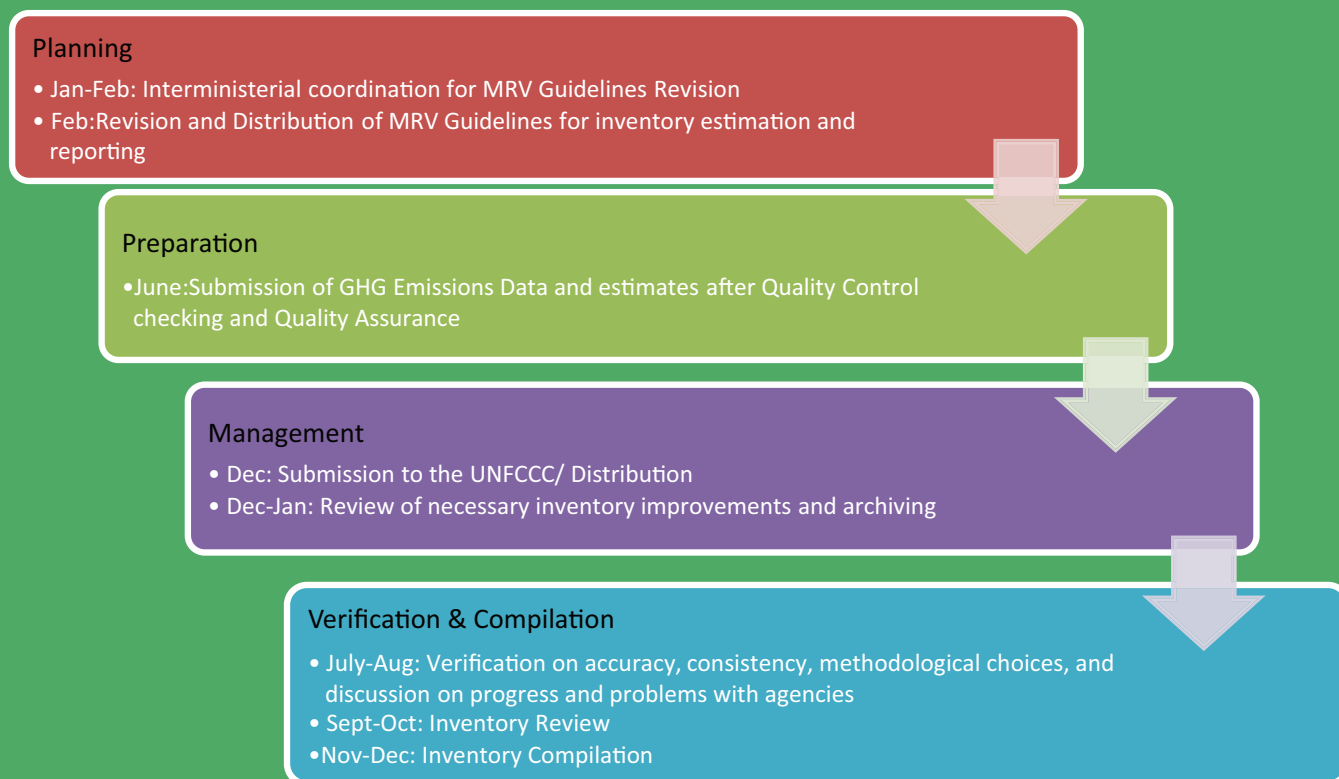 Planning
• Jan-Feb: Interministerial coordination for MRV Guidelines Revision
• Feb:Revision and Distribution of MRV Guidelines for inventory estimation and
reporting
Preparation
•June:Submission of GHG Emissions Data and estimates after Quality Control
checking and Quality Assurance
Management
• Dec: Submission to the UNFCCC/ Distribution
• Dec-Jan: Review of necessary inventory improvements and archiving
Verification & Compilation
• July-Aug: Verification on accuracy, consistency, methodological choices, and
discussion on progress and problems with agencies
• Sept-Oct: Inventory Review
•Nov-Dec: Inventory Compilation